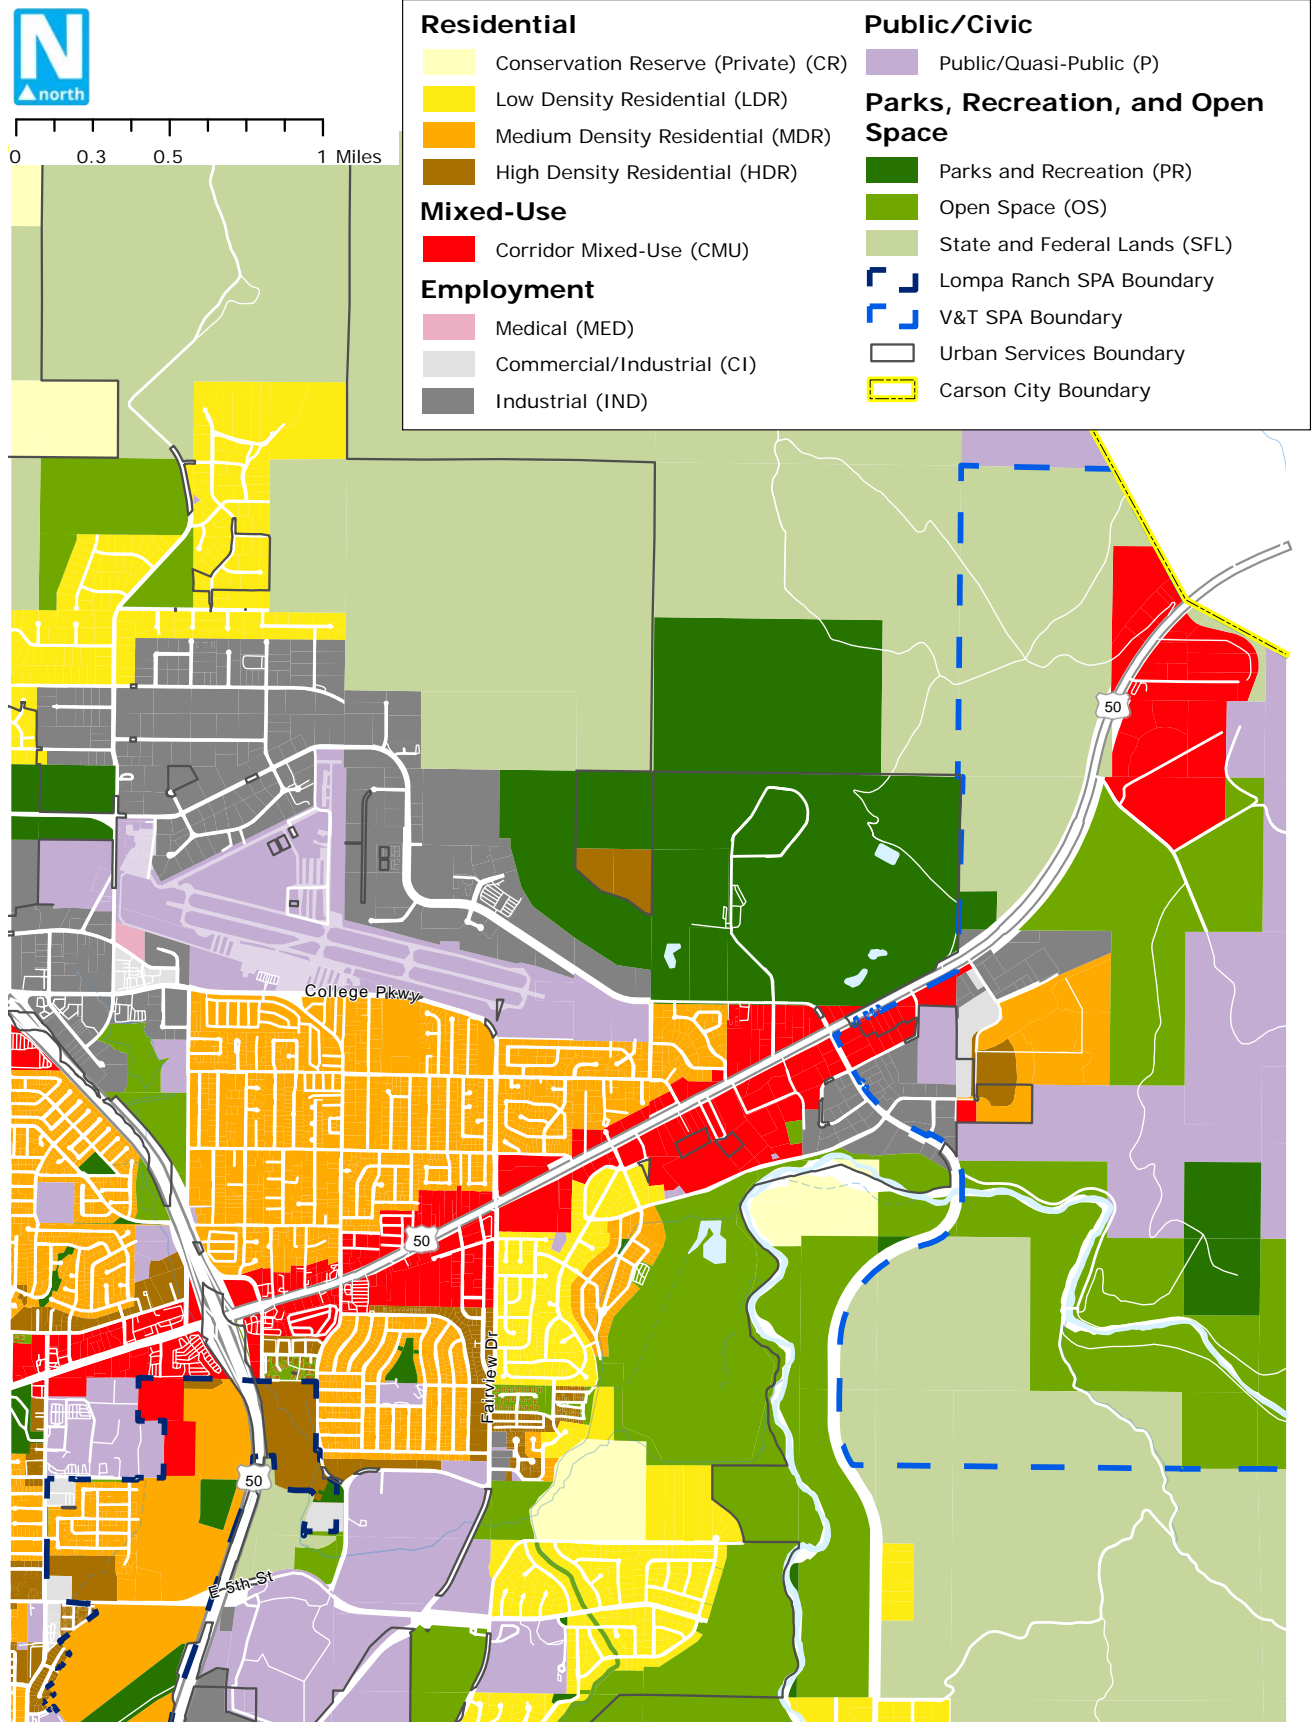 N
north
0 0.3 0.5 1 Miles
Residential
Conservation Reserve (Private) (CR)
Low Density Residential (LDR)
Medium Density Residential (MDR)
High Density Residential (HDR)
Mixed-Use
Corridor Mixed-Use (CMU)
Employment
Medical (MED)
Commercial/Industrial (CI)
Industrial (IND)
Public/Civic
Public/Quasi-Public (P)
Parks, Recreation, and Open
Space
Parks and Recreation (PR)
Open Space (OS)
State and Federal Lands (SFL)
Lompa Ranch SPA Boundary
V&T SPA Boundary
Urban Services Boundary
Carson City Boundary
50
College Pkwy
50
Fairview Dr
50
E 5th St